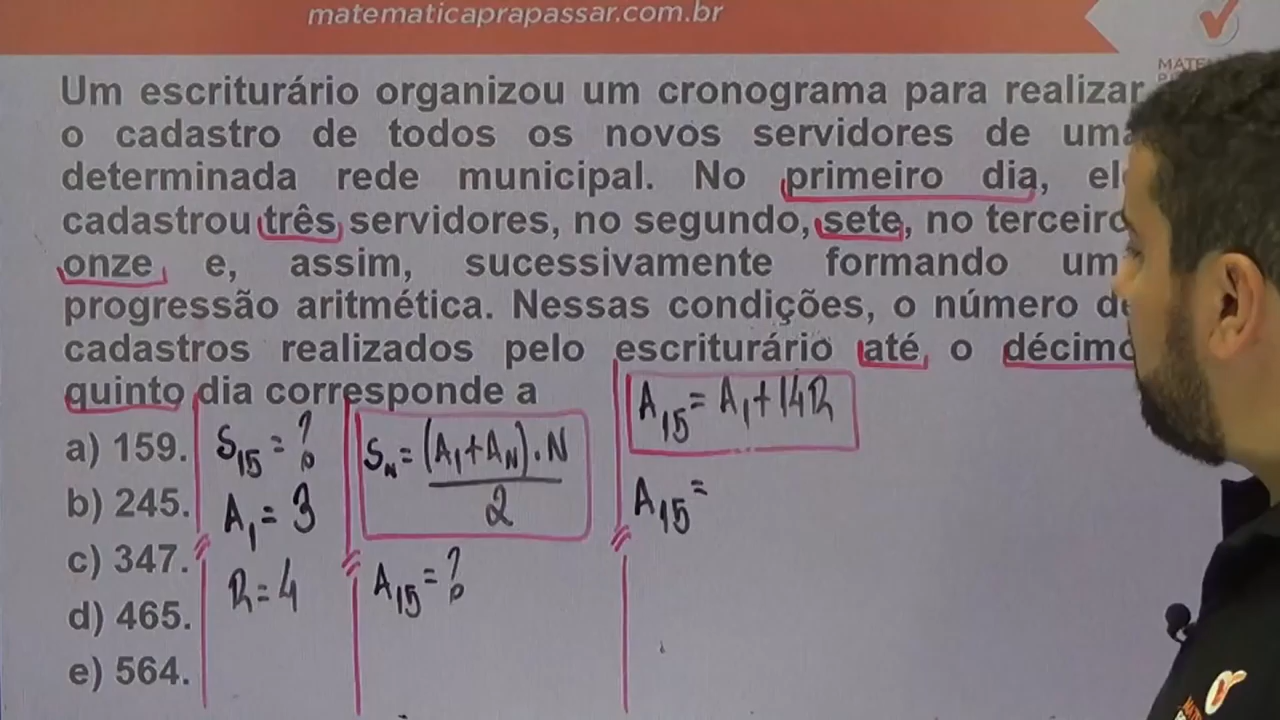 matematicaprapassar.com.br
MATE
Um escriturário organizou um cronograma para realizar
o cadastro de todos os novos servidores de uma
determinada rede municipal. No primeiro dia, ele
cadastrou três servidores, no segundo, sete, no terceiro
onze e, assim, sucessivamente formando um
progressão aritmética. Nessas condições, o número de
cadastros realizados pelo escriturário até o décimo
quinto dia corresponde a
a) 159.
b) 245.
c) 347.
d) 465.
e) 564.
S15 = ?
A1 = 3
R = 4
SN = (A1 + AN) . N
2
A15 = ?
A15 = A1 + 14R
A15 =